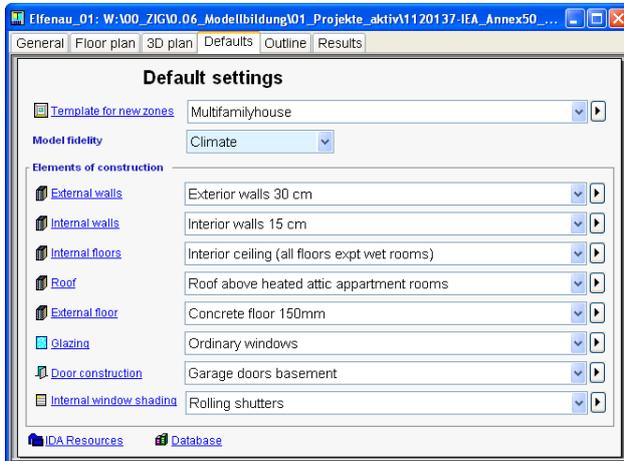 Elfenau_01: W:\00_ZIG\0.06_Modellbildung\01_Projekte_aktiv\1120137-IEA_Annex50_...
General Floor plan 3D plan Defaults Outline Results
Default settings
Template for new zones Multifamilyhouse
Model fidelity Climate
Elements of construction
External walls Exterior walls 30 cm
Internal walls Interior walls 15 cm
Internal floors Interior ceiling (all floors expt wet rooms)
Roof Roof above heated attic appartment rooms
External floor Concrete floor 150mm
Glazing Ordinary windows
Door construction Garage doors basement
Internal window shading Rolling shutters
IDA Resources Database